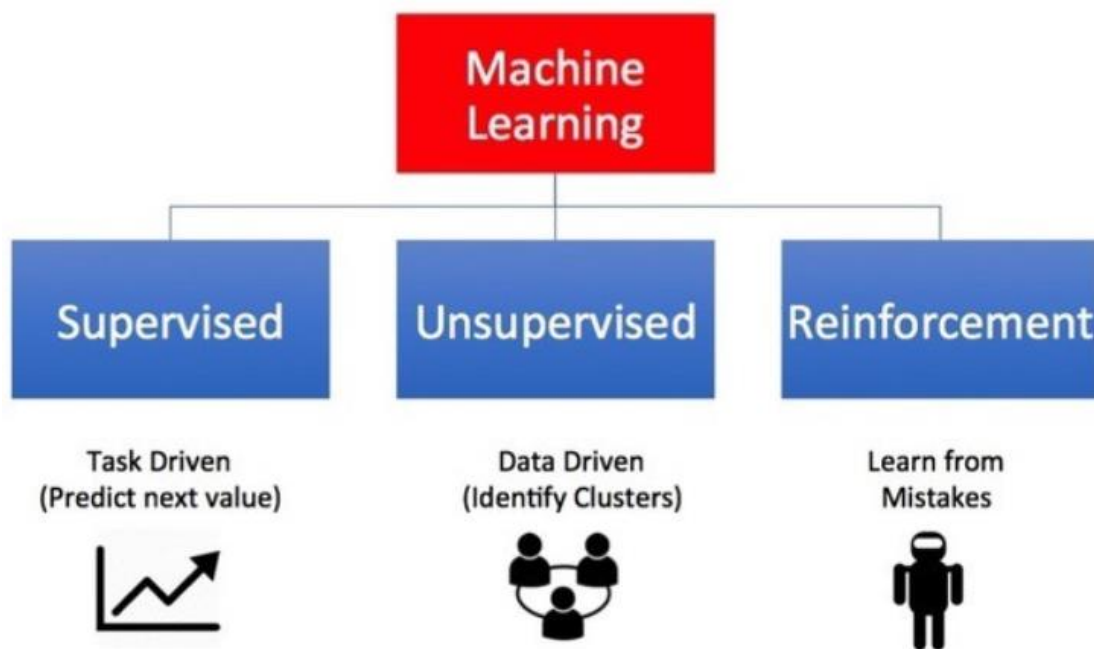 Machine
Learning
Supervised
Unsupervised
Reinforcement
Task Driven
(Predict next value)
Data Driven
(Identify Clusters)
Learn from
Mistakes